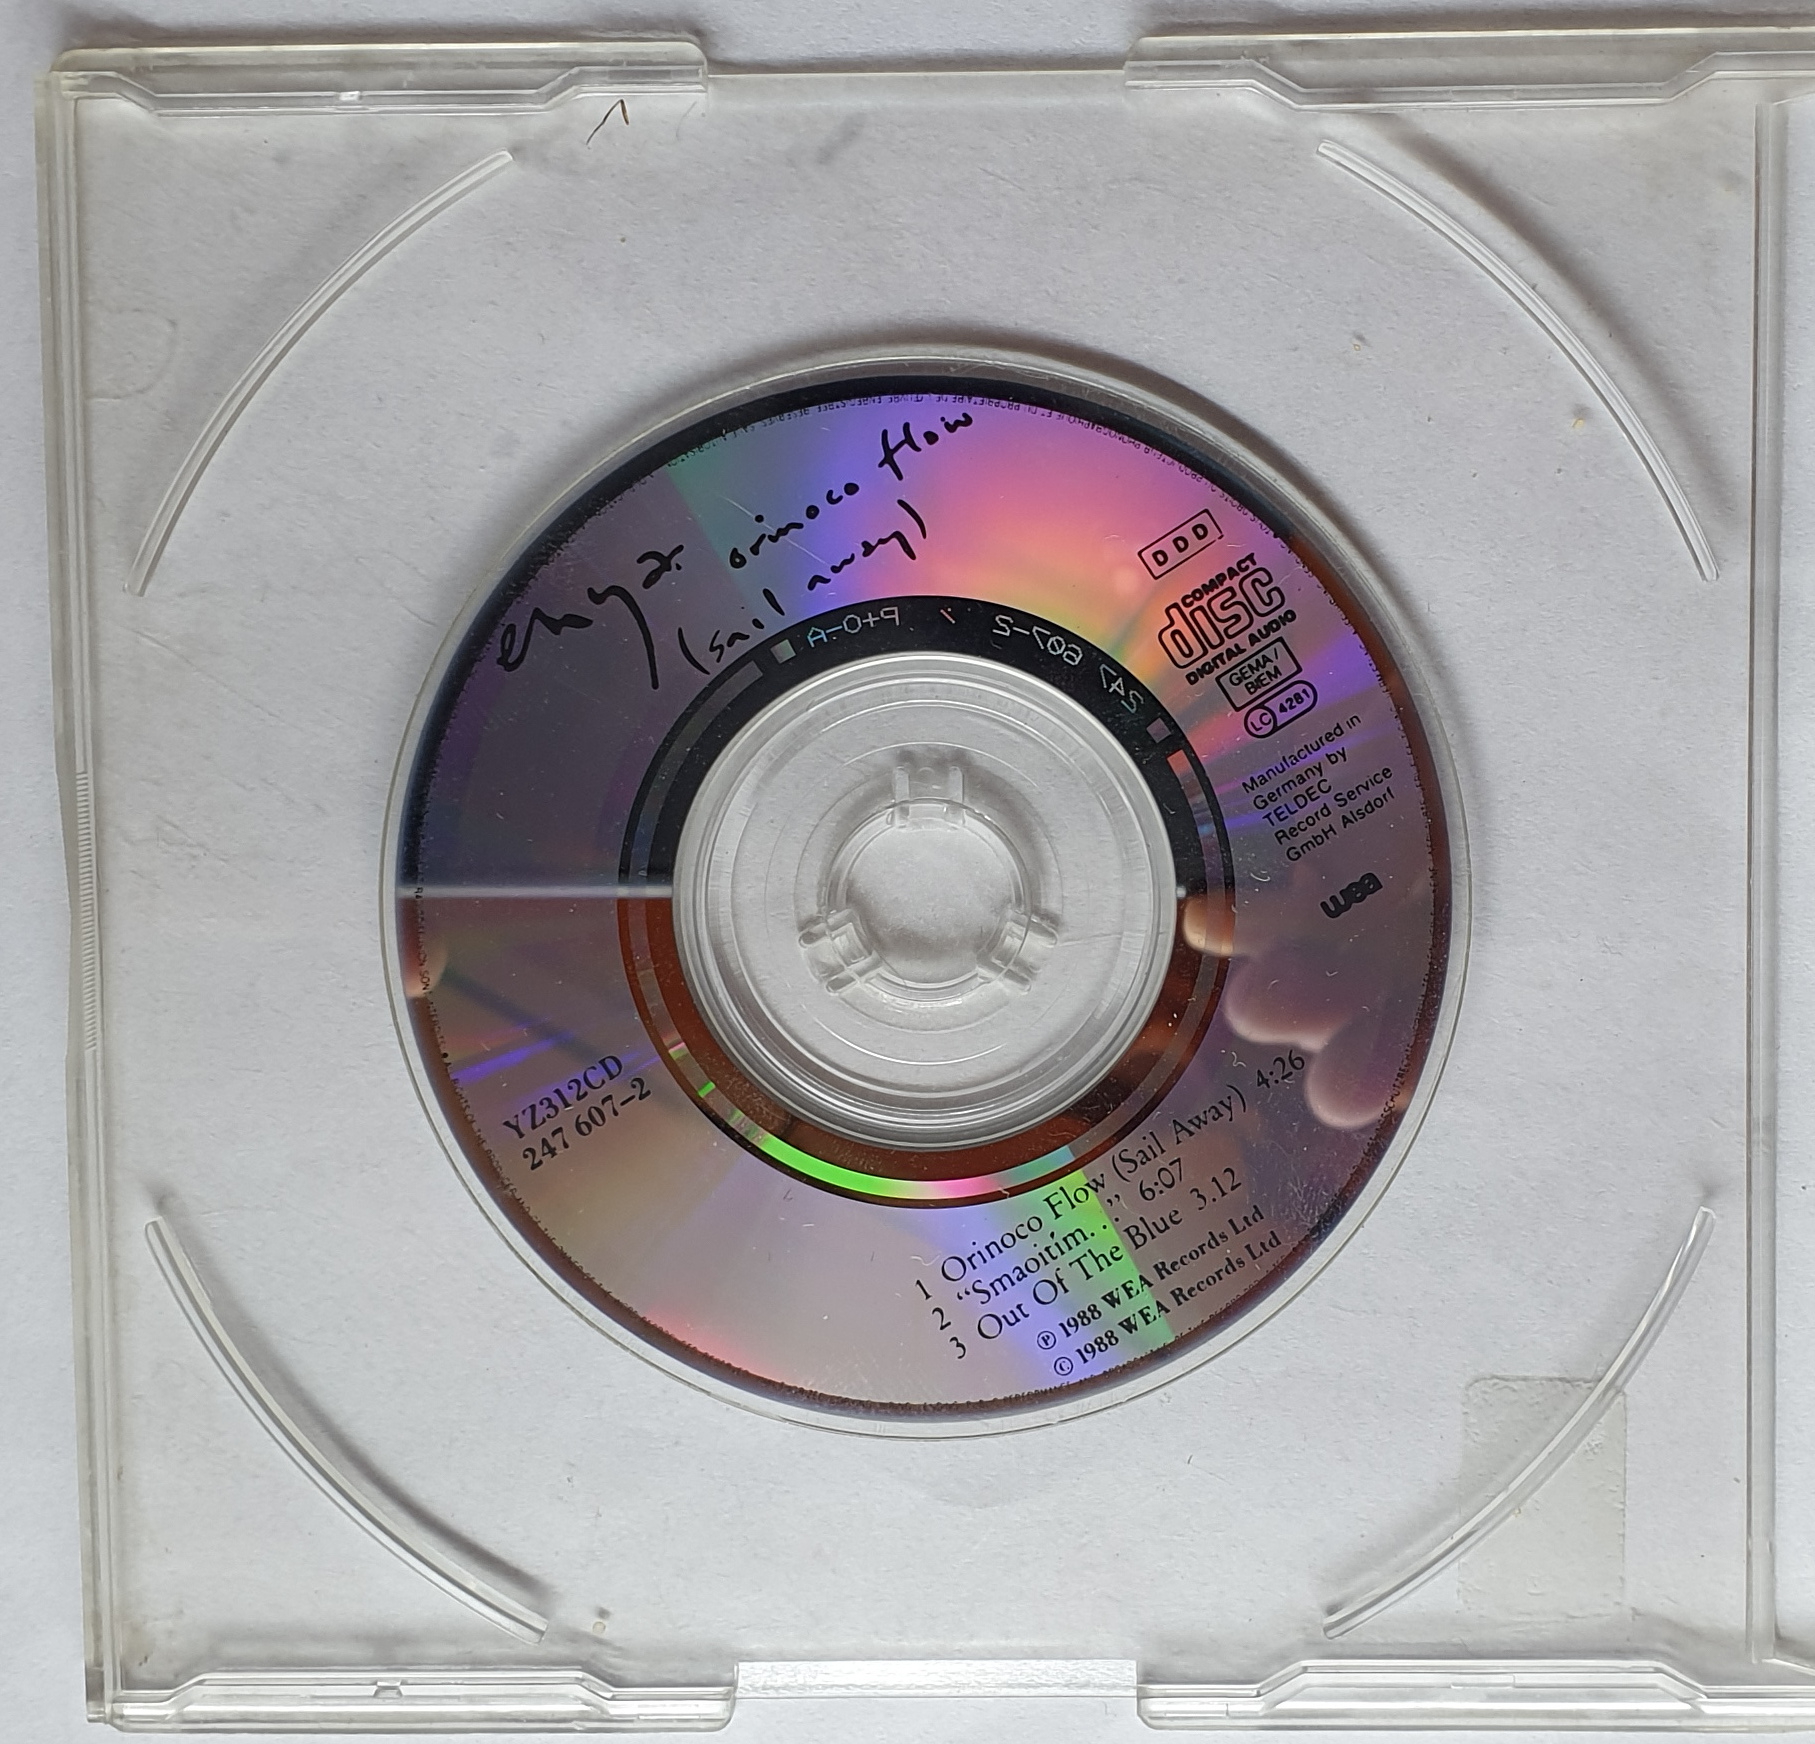 enya.
orinoco flow
(sail away)
DDD
COMPACT
disc
DIGITAL AUDIO
GEMA/
BIEM
LC 4281
Manufactured in
Germany by
TELDEC
Record Service
GmbH Alsdorf
wea
247 607-2 P+O-A
YZ312CD
247 607-2
1 Orinoco Flow (Sail Away) 4:26
2 “Smaoitím. . .” 6:07
3 Out Of The Blue 3.12
℗ 1988 WEA Records Ltd
© 1988 WEA Records Ltd